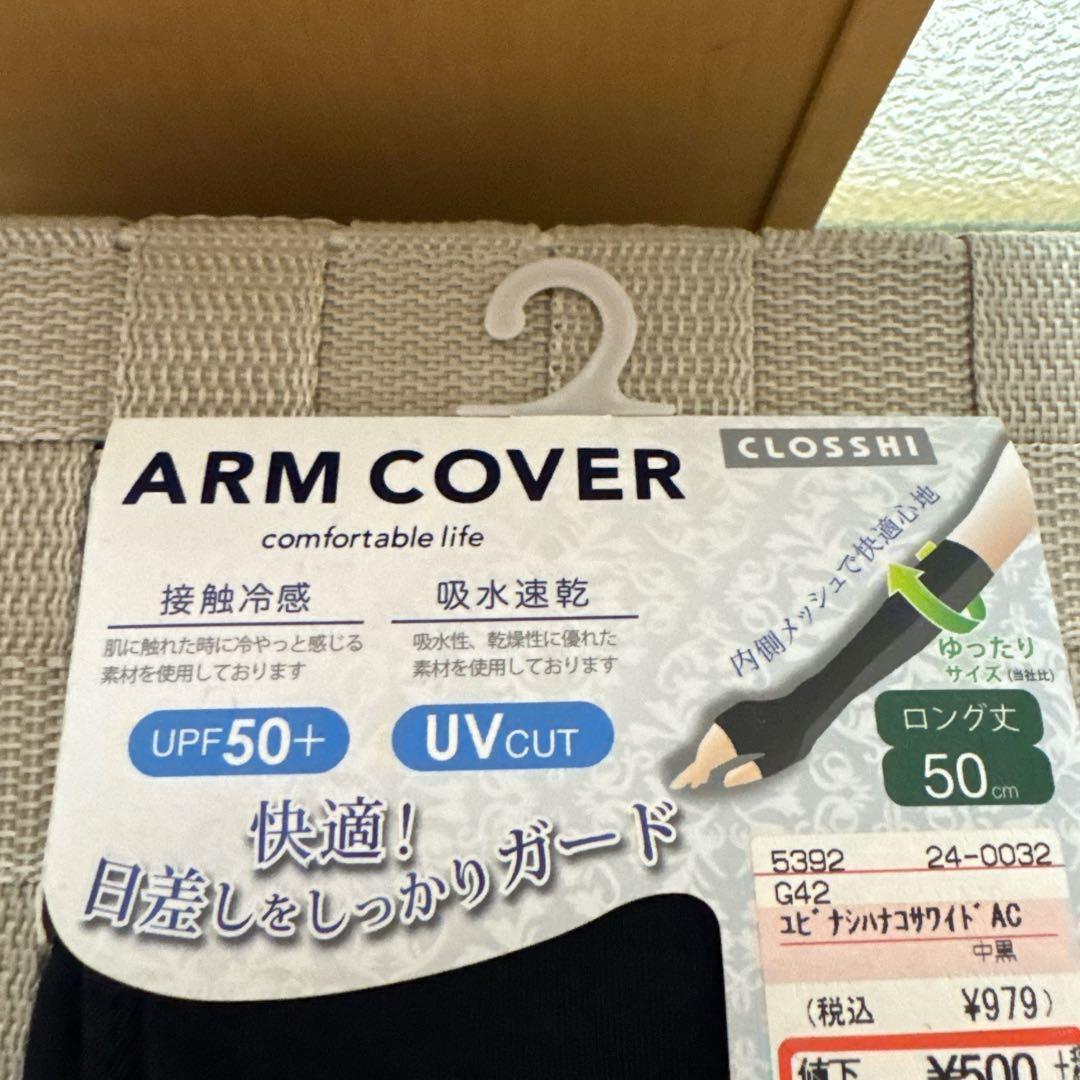 ARM COVER
CLOSSHI
comfortable life
接触冷感
肌に触れた時に冷やっと感じる
素材を使用しております
吸水速乾
吸水性、乾燥性に優れた
素材を使用しております
UPF50+
UVCUT
内側メッシュで快適心地
ゆったり
サイズ(当社比)
ロング丈
50cm
快適!
日差しをしっかりガード
5392 24-0032
G42
ユビナシハナコサワイドAC
中黒
(税込 ¥979)
値下 ¥500